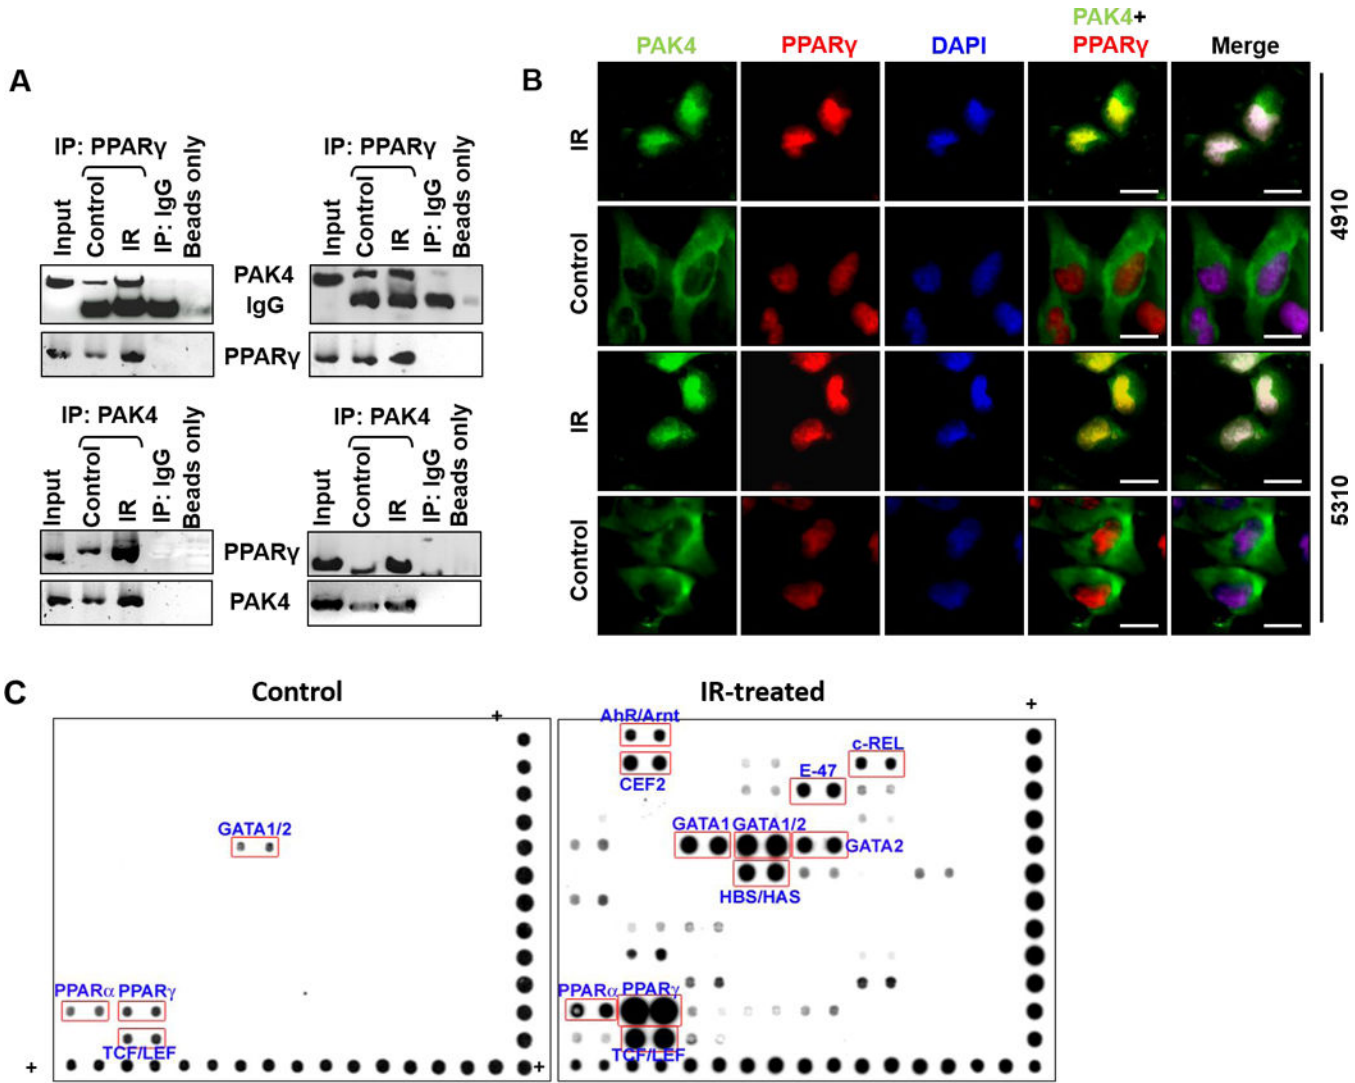 A
IP: PPARγ
Input
Control
IR
IP: IgG
Beads only
IP: PPARγ
Input
Control
IR
IP: IgG
Beads only
PAK4
IgG
PPARγ
IP: PAK4
Input
Control
IR
IP: IgG
Beads only
IP: PAK4
Input
Control
IR
IP: IgG
Beads only
PPARγ
PAK4
B
PAK4
PPARγ
DAPI
PAK4+
PPARγ
Merge
IR
Control
4910
IR
Control
5310
C
Control
+
GATA1/2
PPARα PPARγ
TCF/LEF
+
+
IR-treated
+
AhR/Arnt
CEF2
c-REL
E-47
GATA1 GATA1/2
GATA2
HBS/HAS
PPARα PPARγ
TCF/LEF